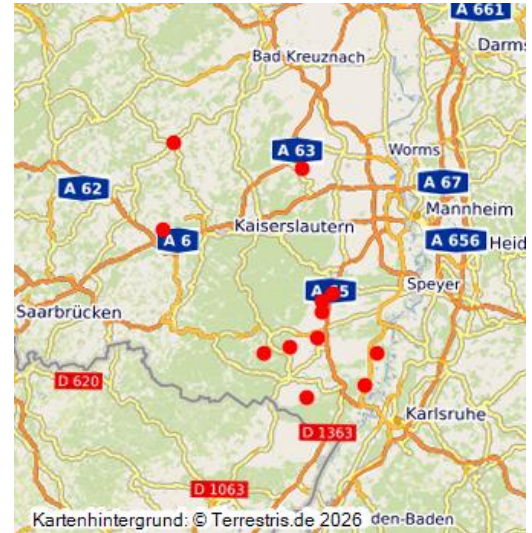 A 661
Bad Kreuznach
Darms
A 63
Worms
A 62
A 67
Mannheim
Kaiserslautern
A 6
A 656
Heid
A 65
Speyer
Saarbrücken
D 620
Karlsruhe
D 1363
D 1063
Kartenhintergrund: © Terrestris.de 2026
den-Baden